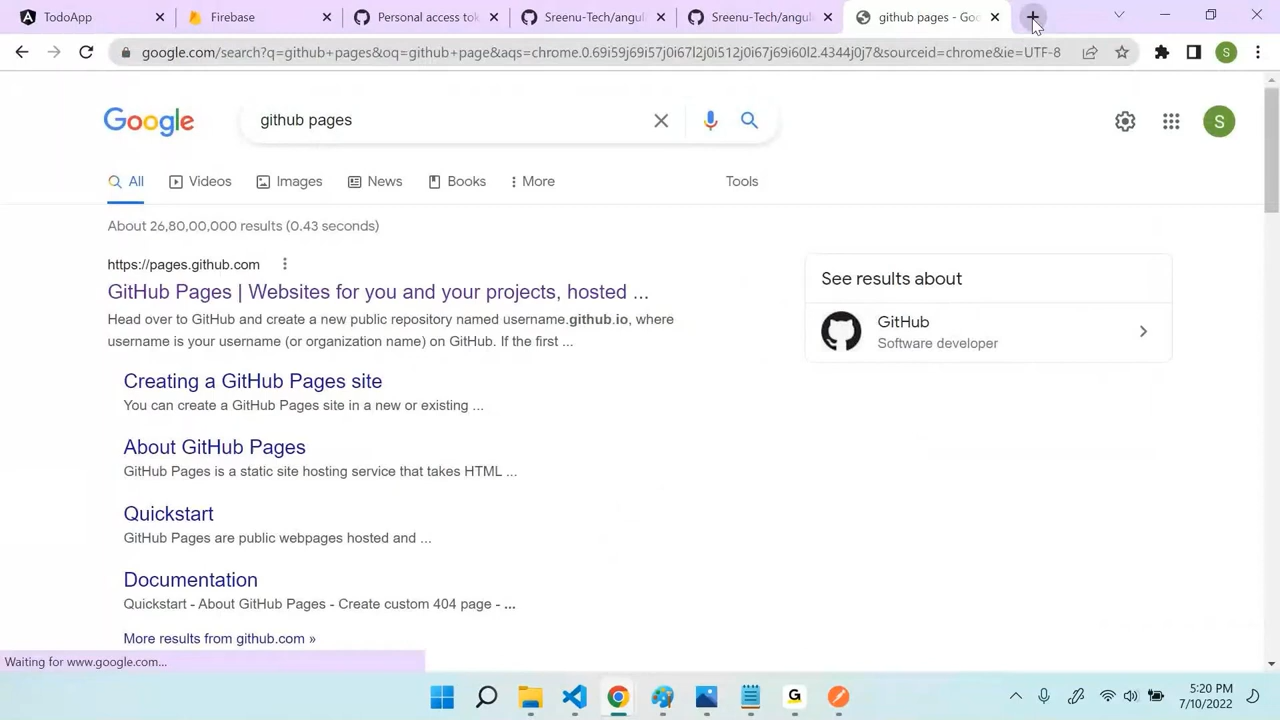 TodoApp
Firebase
Personal access tok
Sreenu-Tech/angul
Sreenu-Tech/angul
github pages - Goo
google.com/search?q=github+pages&oq=github+page&aqs=chrome.0.69i59j69i57j0i67l2j0i512j0i67j69i60l2.4344j0j7&sourceid=chrome&ie=UTF-8
S
Google
github pages
S
All
Videos
Images
News
Books
More
Tools
About 26,80,00,000 results (0.43 seconds)
https://pages.github.com
GitHub Pages | Websites for you and your projects, hosted ...
Head over to GitHub and create a new public repository named username.github.io, where
username is your username (or organization name) on GitHub. If the first ...
Creating a GitHub Pages site
You can create a GitHub Pages site in a new or existing ...
About GitHub Pages
GitHub Pages is a static site hosting service that takes HTML ...
Quickstart
GitHub Pages are public webpages hosted and ...
Documentation
Quickstart - About GitHub Pages - Create custom 404 page - ...
More results from github.com »
See results about
GitHub
Software developer
Waiting for www.google.com...
G
5:20 PM
7/10/2022